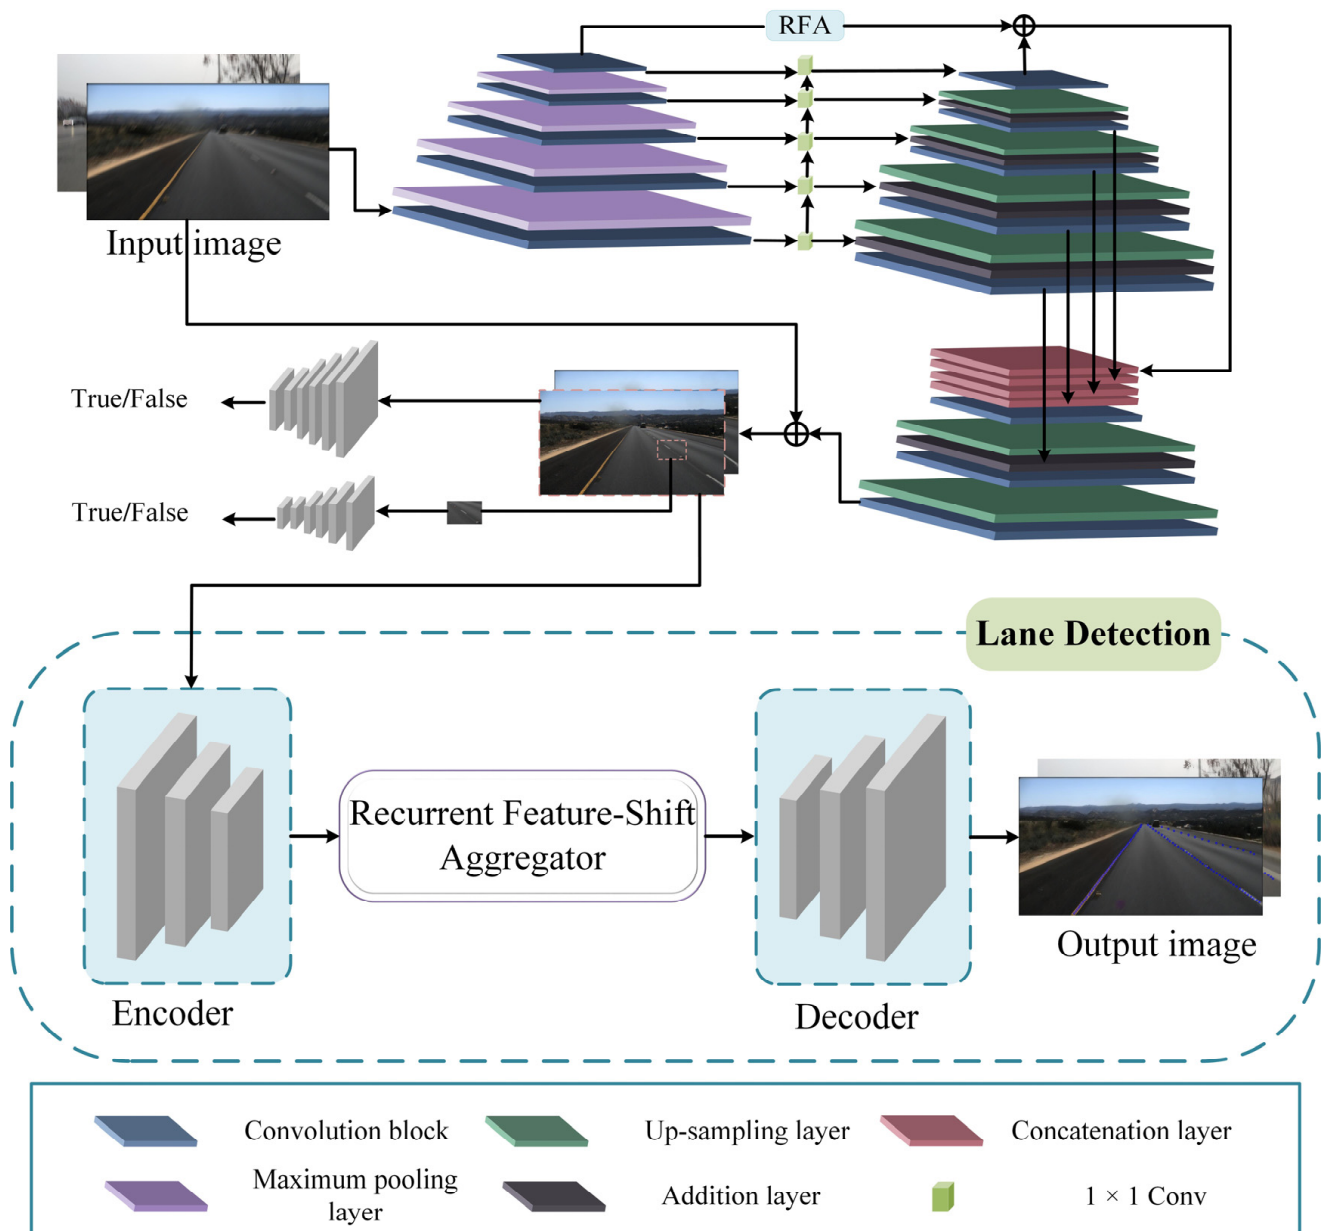 RFA
Input image
True/False
True/False
Lane Detection
Recurrent Feature-Shift
Aggregator
Encoder
Decoder
Output image
Convolution block
Up-sampling layer
Concatenation layer
Maximum pooling
layer
Addition layer
1 × 1 Conv